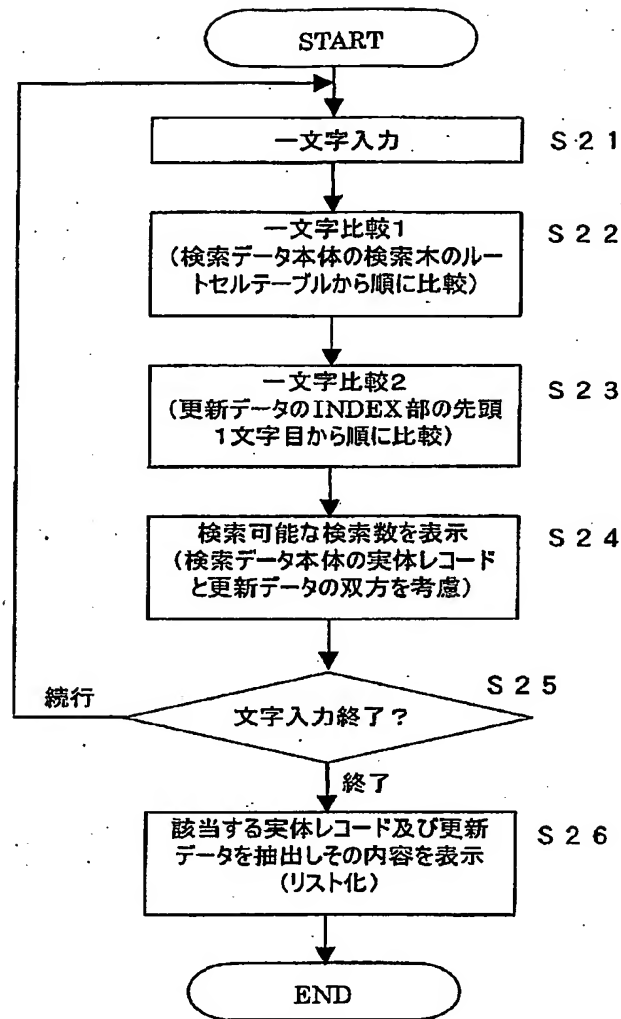 START
一文字入力
S21
一文字比較1
(検索データ本体の検索木のルー
トセルテーブルから順に比較)
S22
一文字比較2
(更新データのINDEX部の先頭
1文字目から順に比較)
S23
検索可能な検索数を表示
(検索データ本体の実体レコード
と更新データの双方を考慮)
S24
S25
続行
文字入力終了?
終了
該当する実体レコード及び更新
データを抽出しその内容を表示
(リスト化)
S26
END